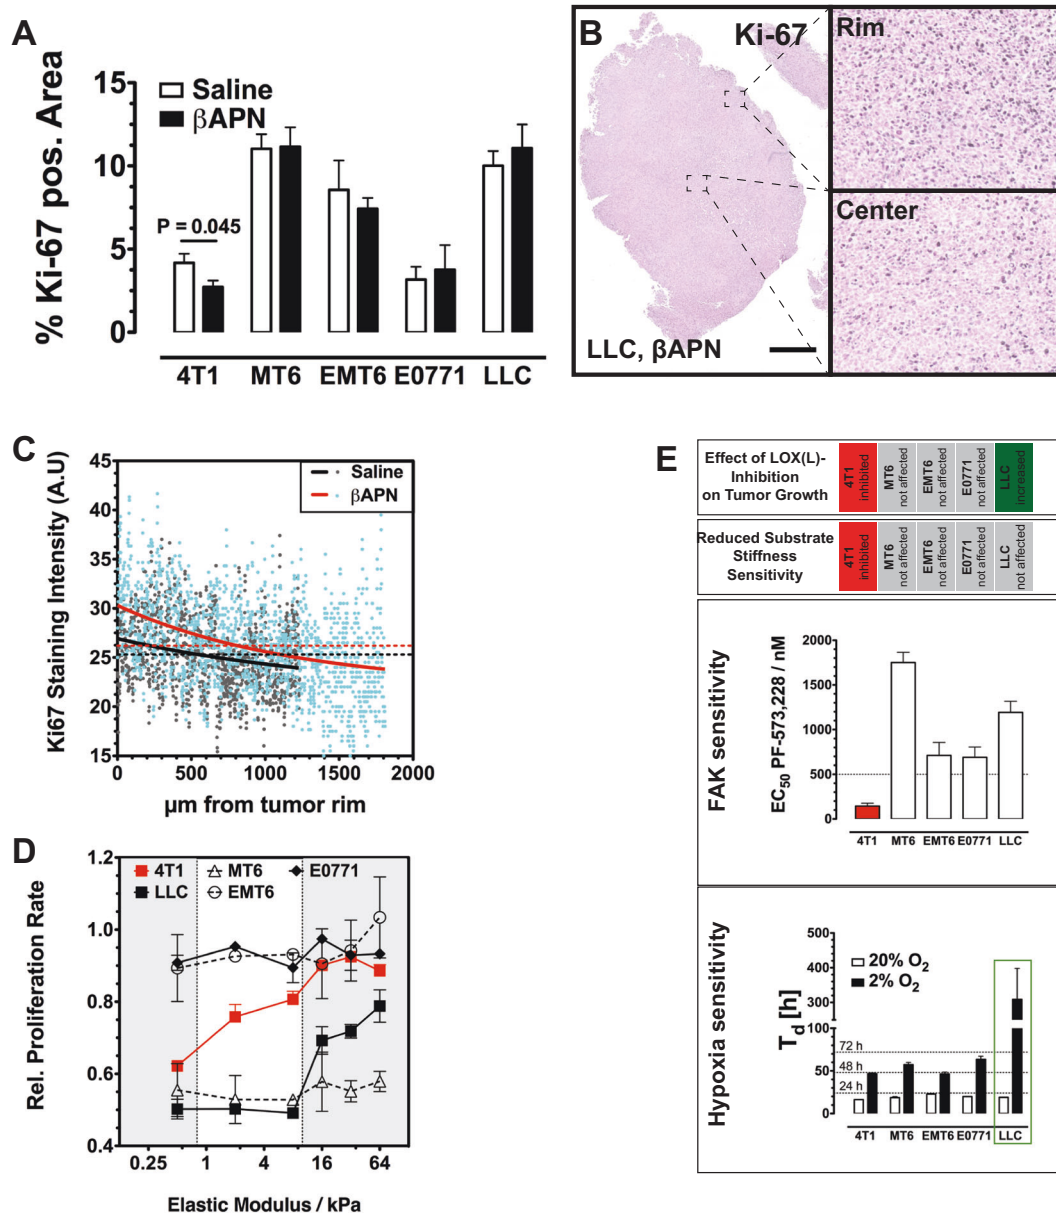 A
% Ki-67 pos. Area
15
10
5
0
Saline
βAPN
P = 0.045
4T1 MT6 EMT6 E0771 LLC
B
Ki-67
LLC, βAPN
Rim
Center
C
Ki67 Staining Intensity (A.U)
45
40
35
30
25
20
15
Saline
βAPN
0 500 1000 1500 2000
µm from tumor rim
D
Rel. Proliferation Rate
1.2
1.0
0.8
0.6
0.4
4T1 MT6 E0771
LLC EMT6
0.25 1 4 16 64
Elastic Modulus / kPa
E
Effect of LOX(L)-
Inhibition
on Tumor Growth
4T1
inhibited
MT6
not affected
EMT6
not affected
E0771
not affected
LLC
increased
Reduced Substrate
Stiffness
Sensitivity
4T1
inhibited
MT6
not affected
EMT6
not affected
E0771
not affected
LLC
not affected
FAK sensitivity
EC50 PF-573,228 / nM
2000
1500
1000
500
0
4T1 MT6 EMT6 E0771 LLC
Hypoxia sensitivity
Td [h]
500
400
300
100
50
0
20% O2
2% O2
72 h
48 h
24 h
4T1 MT6 EMT6 E0771 LLC